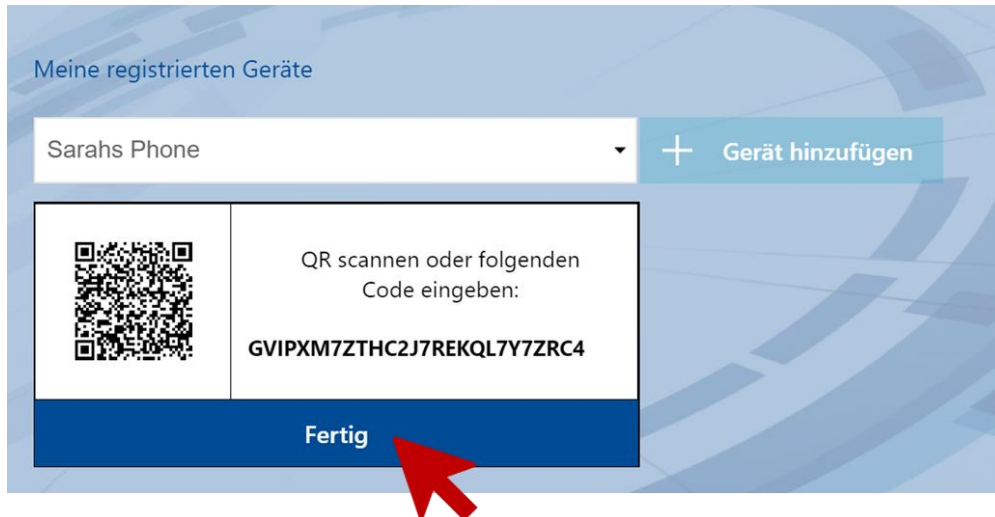 Meine registrierten Geräte
Sarahs Phone
+ Gerät hinzufügen
QR scannen oder folgenden
Code eingeben:
GVIPXM7ZTHC2J7REKQL7Y7ZRC4
Fertig